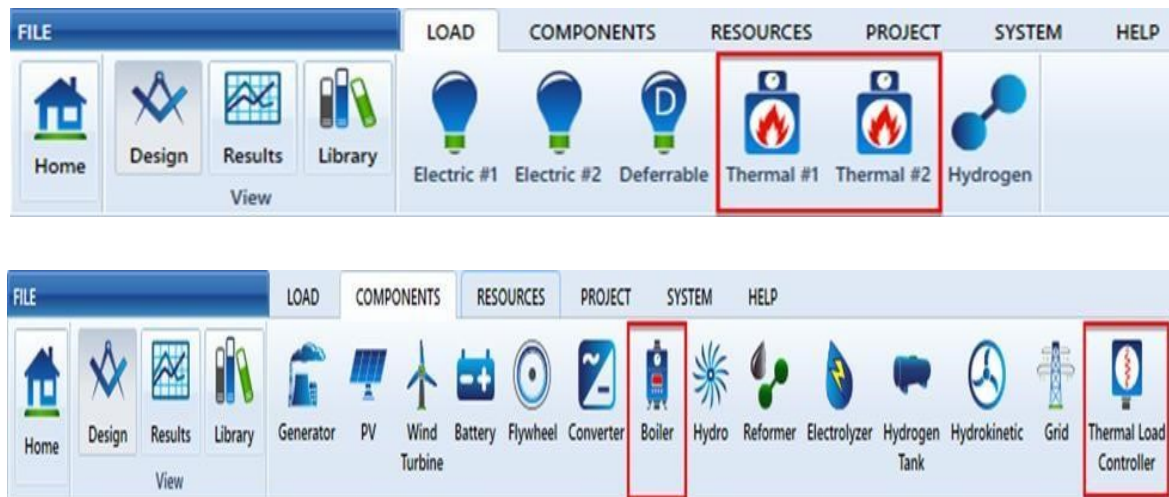 FILE
LOAD COMPONENTS RESOURCES PROJECT SYSTEM HELP
Home
Design Results Library
View
Electric #1 Electric #2 Deferrable Thermal #1 Thermal #2 Hydrogen
D
FILE
LOAD COMPONENTS RESOURCES PROJECT SYSTEM HELP
Home
Design Results Library
View
Generator PV Wind Battery Flywheel Converter Boiler Hydro Reformer Electrolyzer Hydrogen Hydrokinetic Grid Thermal Load
Turbine Tank Controller